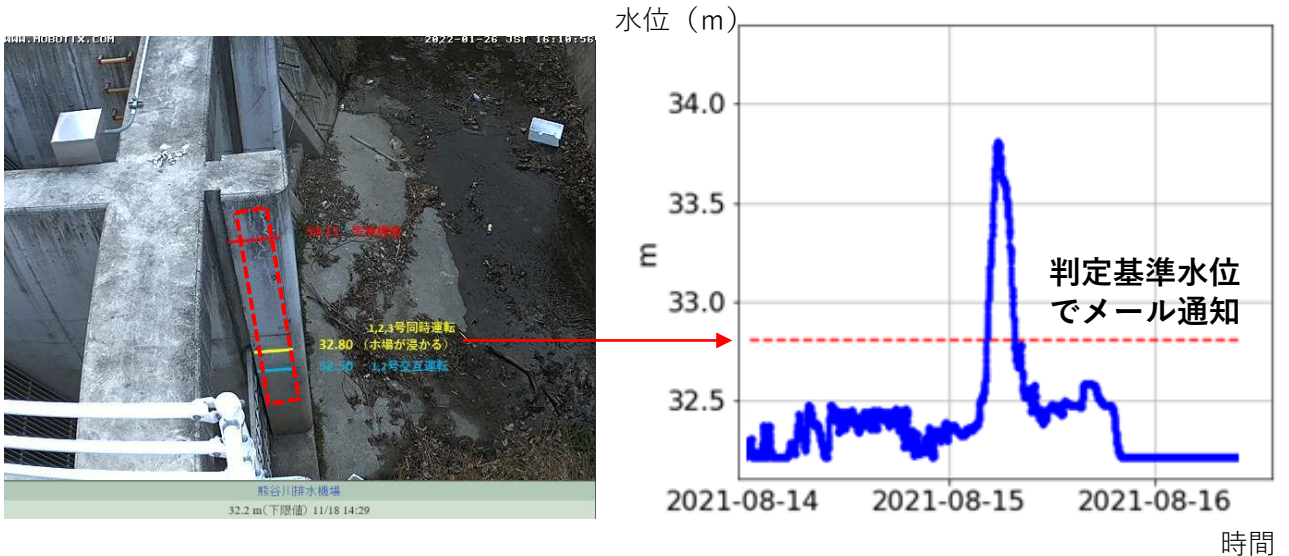 水位（m）
WWW.MOBOTIX.COM
2022-01-26 JST 16:10:56
1,2,3号同時運転
32.80 （ホ場が浸かる）
32.50 1,2号交互運転
熊谷川排水機場
32.2 m(下限値) 11/18 14:29
34.0
33.5
33.0
32.5
m
判定基準水位
でメール通知
2021-08-14
2021-08-15
2021-08-16
時間